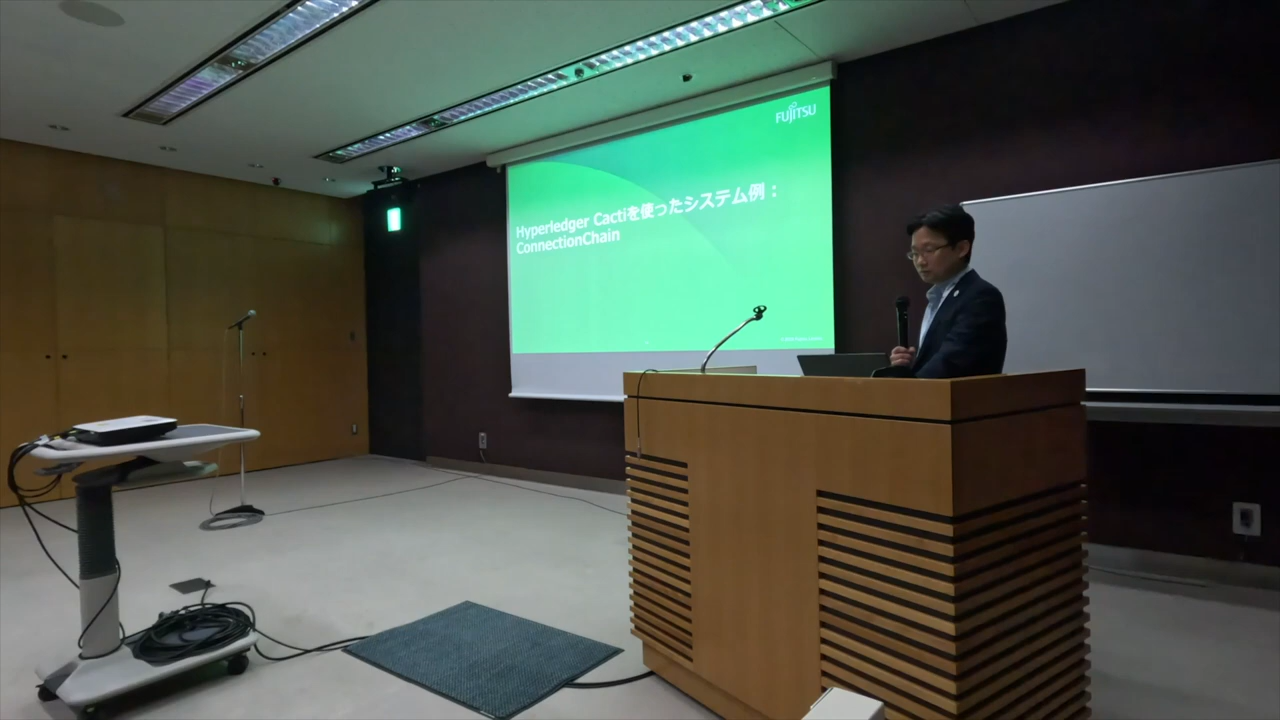 FUJITSU
Hyperledger Cactiを使ったシステム例：
ConnectionChain